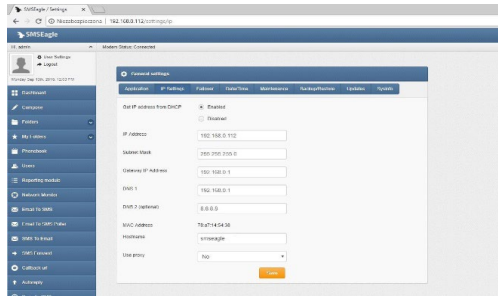 SMSEagle / Settings
Niezabezpieczona | 192.168.0.112/settings/ip
SMSEagle
Hi, admin
Modem Status: Connected
User Settings
Logout
General settings
Dashboard
Application IP Settings Failover Date/Time Maintenance Backup/Restore Updates Sysinfo
Compose
Get IP address from DHCP Enabled
Disabled
Folders
My Folders
IP Address 192.168.0.112
Phonebook
Subnet Mask 255.255.255.0
Users
Gateway IP Address 192.168.0.1
Reporting module
DNS 1 192.168.0.1
Network Monitor
DNS 2 (optional) 8.8.8.8
Email To SMS
MAC Address
Email To SMS Poller
Hostname smseagle
SMS To Email
Use proxy No
SMS Forward
Save
Callback url
Autoreply